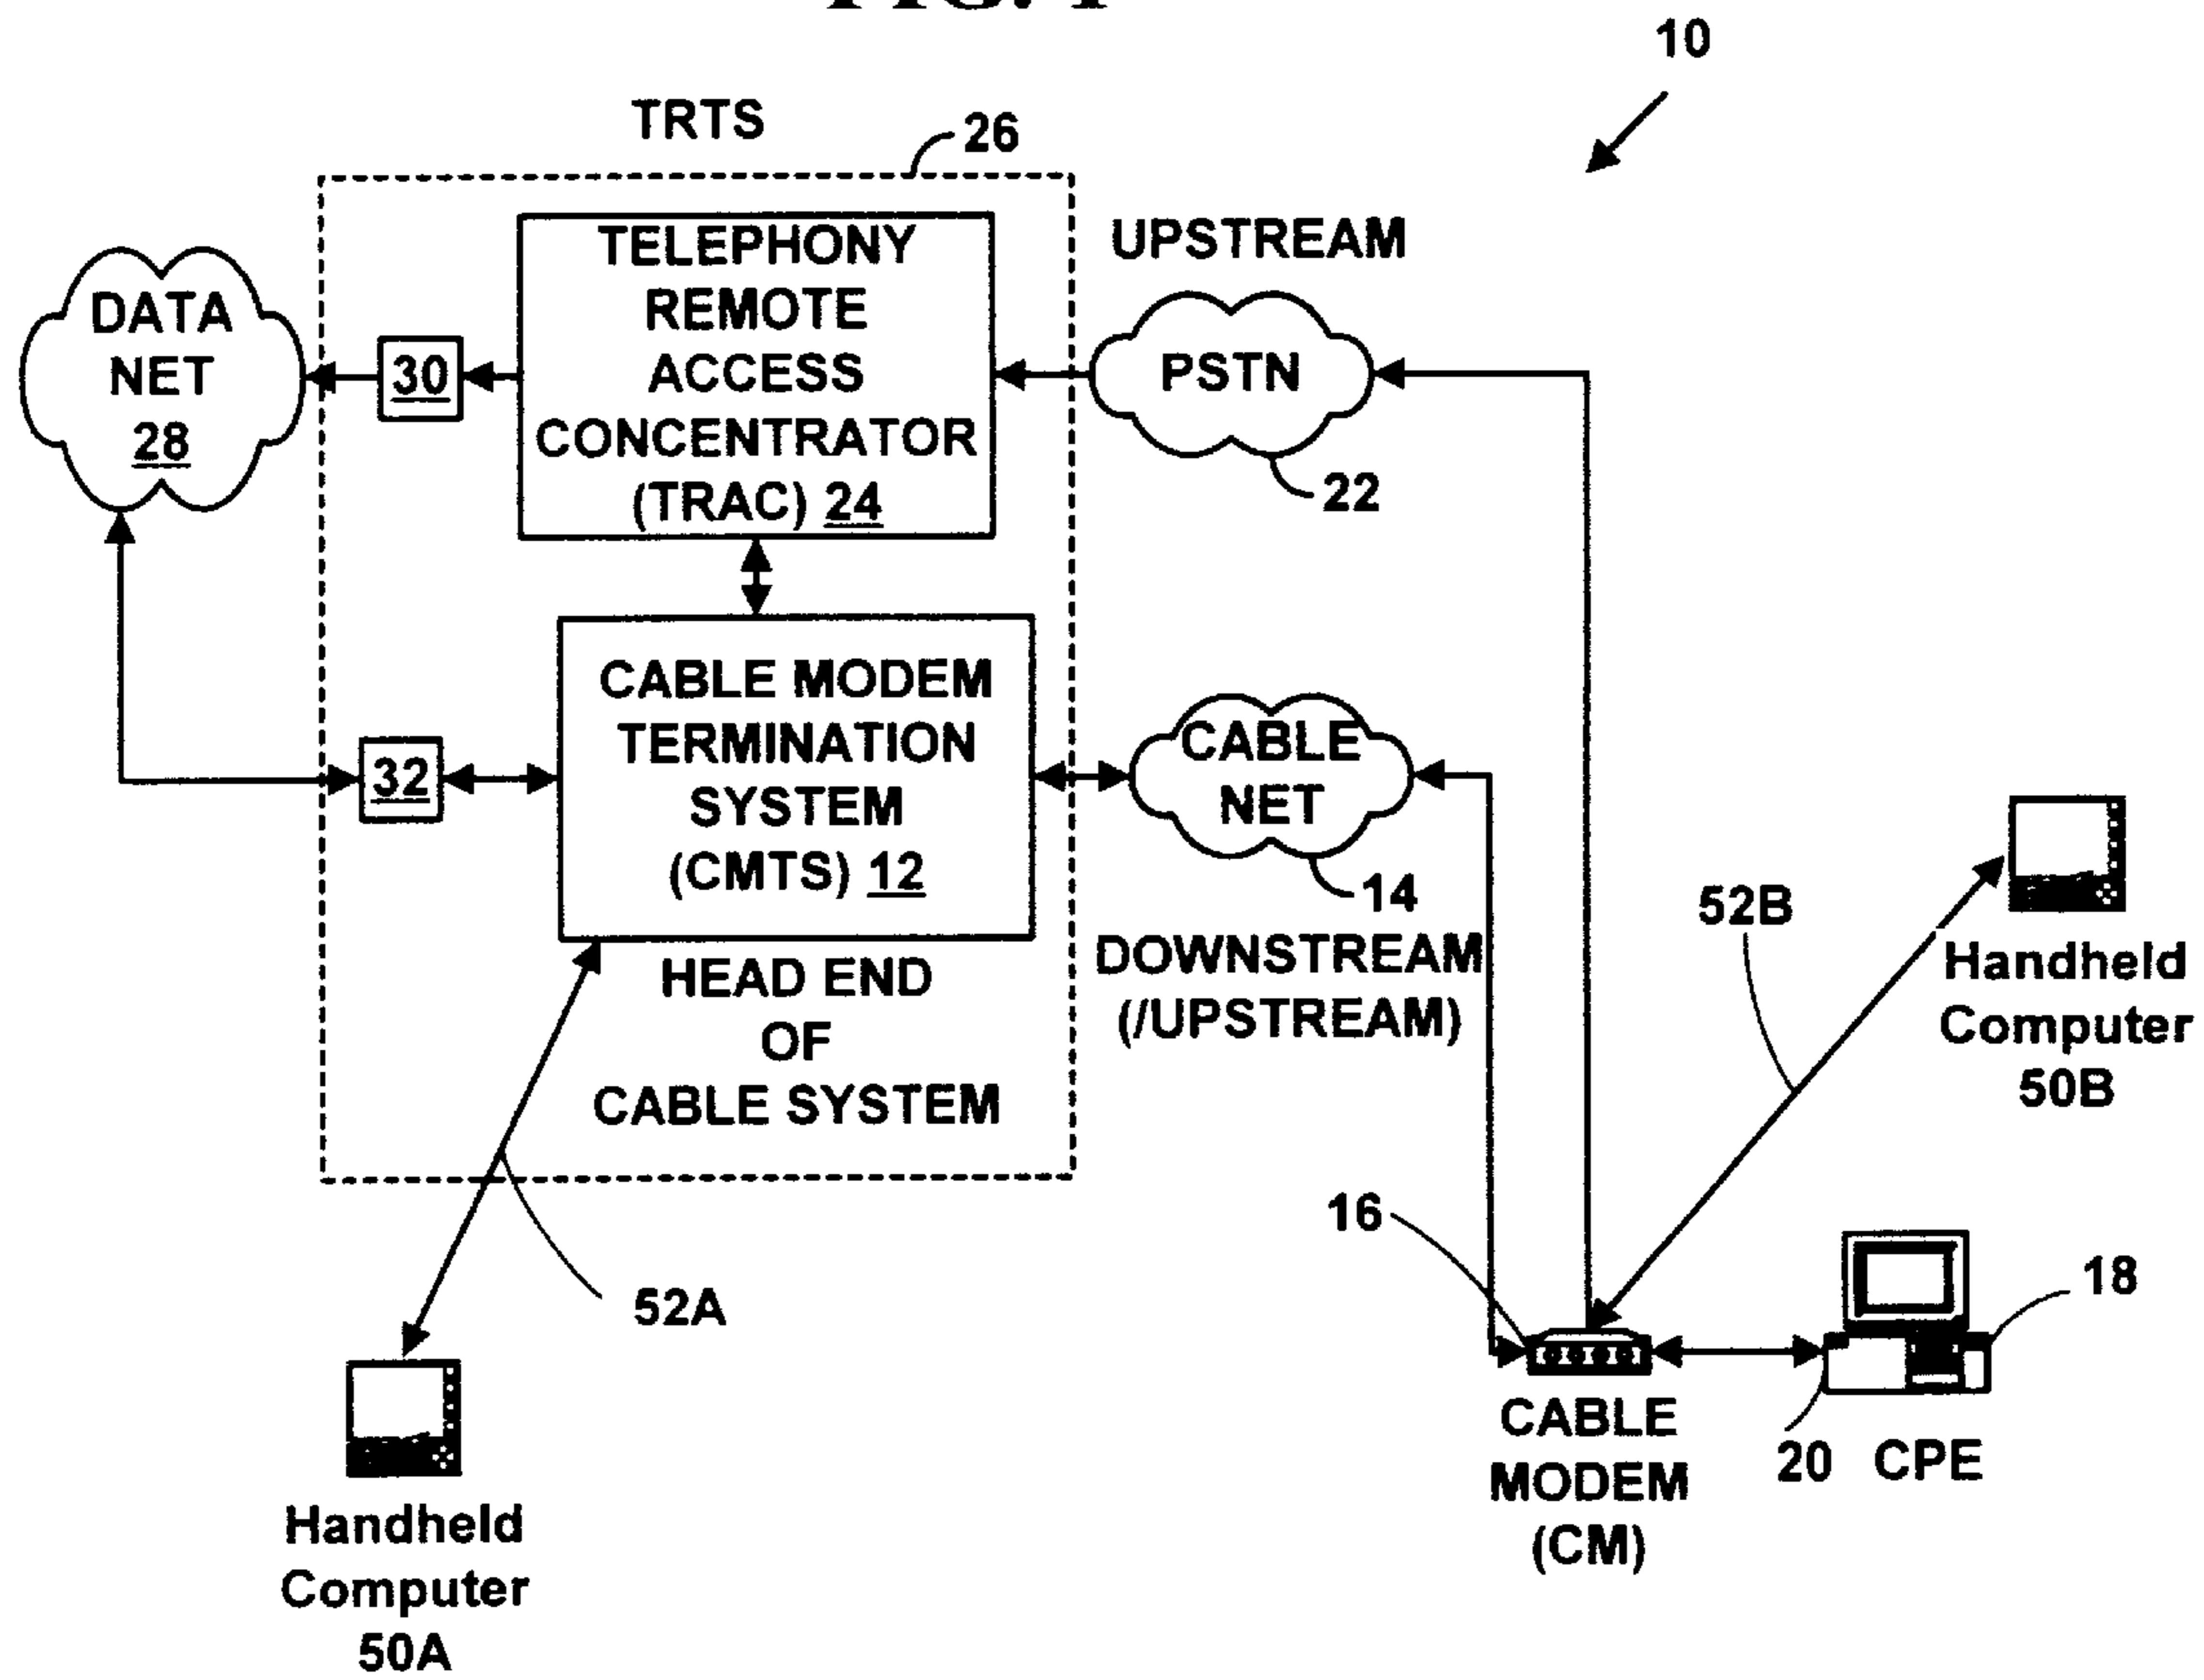 10
TRTS
26
TELEPHONY
REMOTE
ACCESS
CONCENTRATOR
(TRAC) 24
UPSTREAM
PSTN
22
DATA
NET
28
30
32
CABLE MODEM
TERMINATION
SYSTEM
(CMTS) 12
CABLE
NET
14
DOWNSTREAM
(/UPSTREAM)
HEAD END
OF
CABLE SYSTEM
52A
Handheld
Computer
50A
52B
Handheld
Computer
50B
16
18
CABLE
MODEM
(CM)
20 CPE